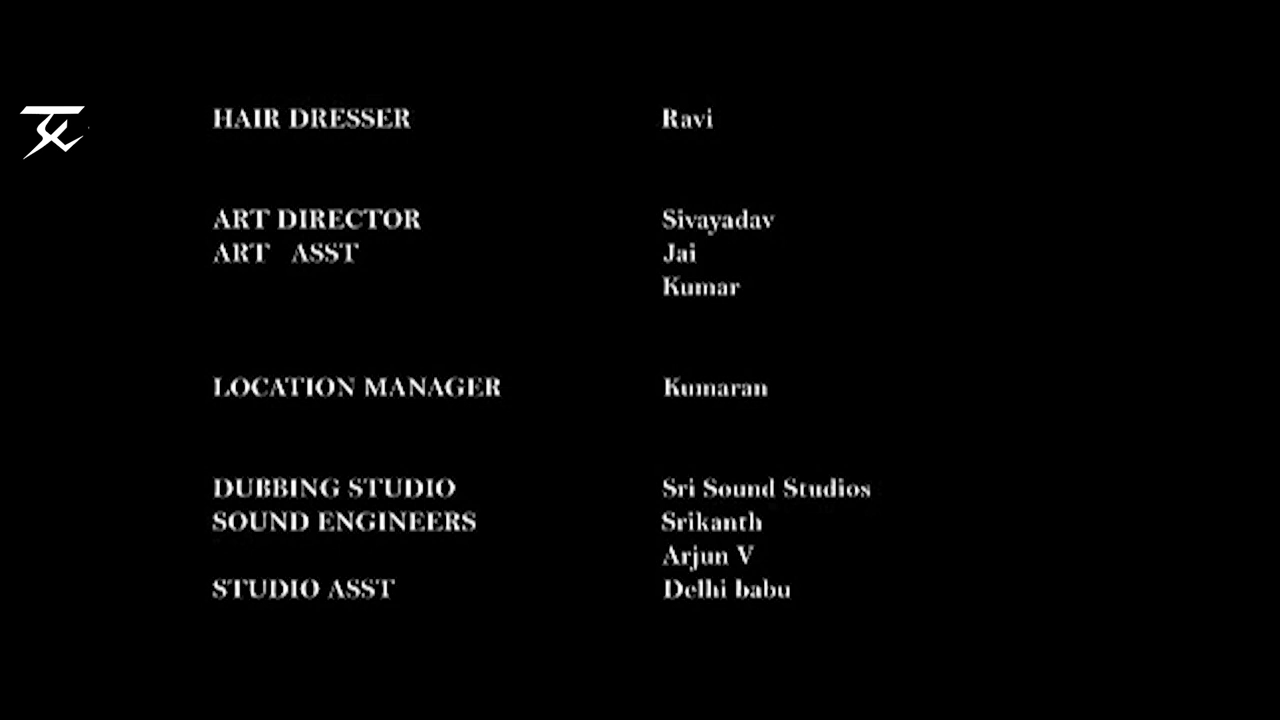 HAIR DRESSER Ravi
ART DIRECTOR Sivayadav
ART ASST Jai
Kumar
LOCATION MANAGER Kumaran
DUBBING STUDIO Sri Sound Studios
SOUND ENGINEERS Srikanth
Arjun V
STUDIO ASST Delhi babu